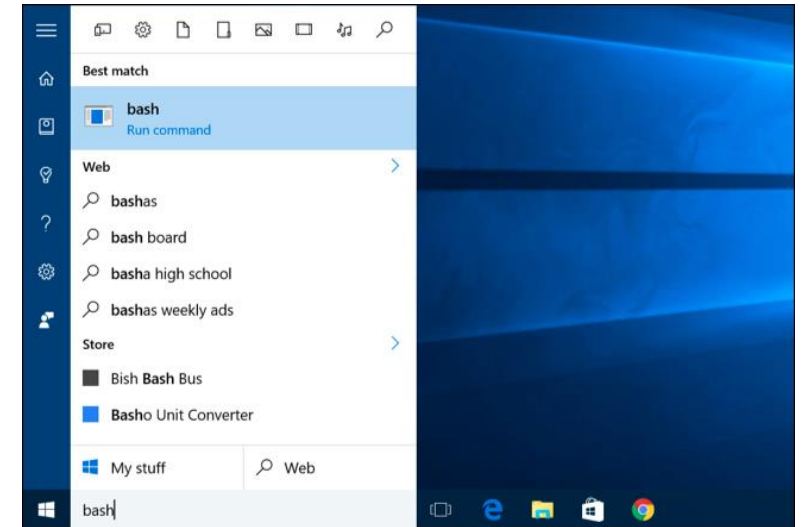 Best match
bash
Run command
Web
bashas
bash board
basha high school
bashas weekly ads
Store
Bish Bash Bus
Basho Unit Converter
My stuff
Web
bash